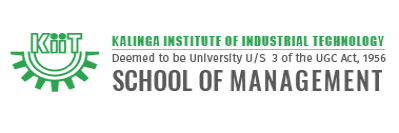 KiiT
KALINGA INSTITUTE OF INDUSTRIAL TECHNOLOGY
Deemed to be University U/S 3 of the UGC Act, 1956
SCHOOL OF MANAGEMENT